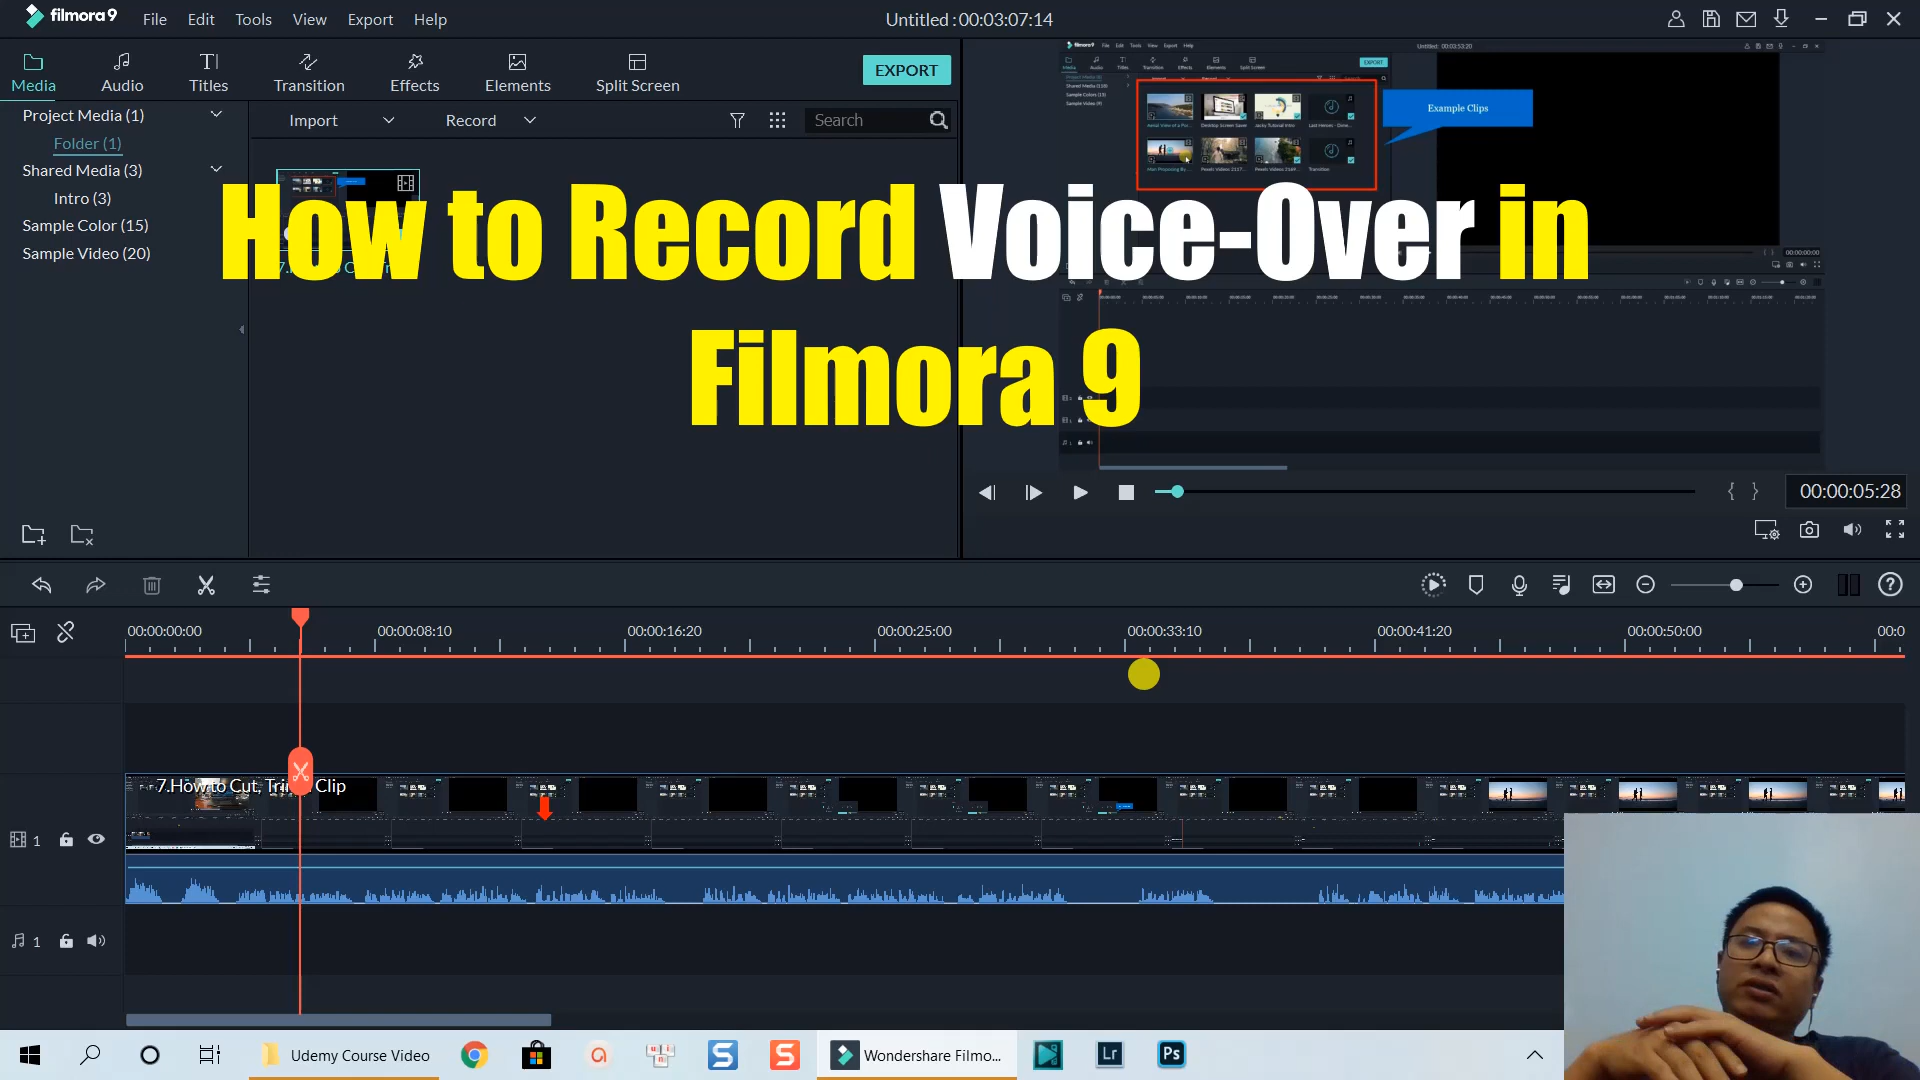 filmora9 File Edit Tools View Export Help Untitled : 00:03:07:14
Media Audio Titles Transition Effects Elements Split Screen EXPORT
Project Media (1)
Folder (1)
Shared Media (3)
Intro (3)
Sample Color (15)
Sample Video (20)
Import Record Search
Example Clips
How to Record Voice-Over in
Filmora 9
00:00:05:28
00:00:00:00 00:00:08:10 00:00:16:20 00:00:25:00 00:00:33:10 00:00:41:20 00:00:50:00 00:0
7.How to Cut, Tri Clip
1
1
Udemy Course Video Wondershare Filmo... Lr Ps